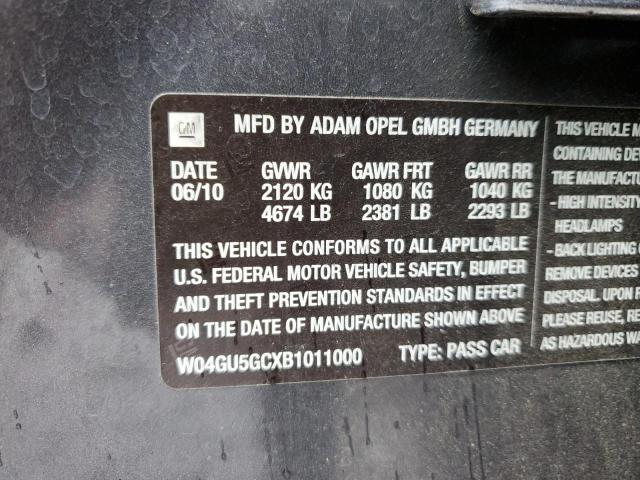 GM
MFD BY ADAM OPEL GMBH GERMANY
DATE GVWR GAWR FRT GAWR RR
06/10 2120 KG 1080 KG 1040 KG
4674 LB 2381 LB 2293 LB
THIS VEHICLE CONFORMS TO ALL APPLICABLE
U.S. FEDERAL MOTOR VEHICLE SAFETY, BUMPER
AND THEFT PREVENTION STANDARDS IN EFFECT
ON THE DATE OF MANUFACTURE SHOWN ABOVE
W04GU5GCXB1011000 TYPE: PASS CAR
THIS VEHICLE M
CONTAINING DE
THE MANUFACTU
- HIGH INTENSITY
HEADLAMPS
- BACK LIGHTING
REMOVE DEVICES
DISPOSAL. UPON
PLEASE REUSE, RE
AS HAZARDOUS WA